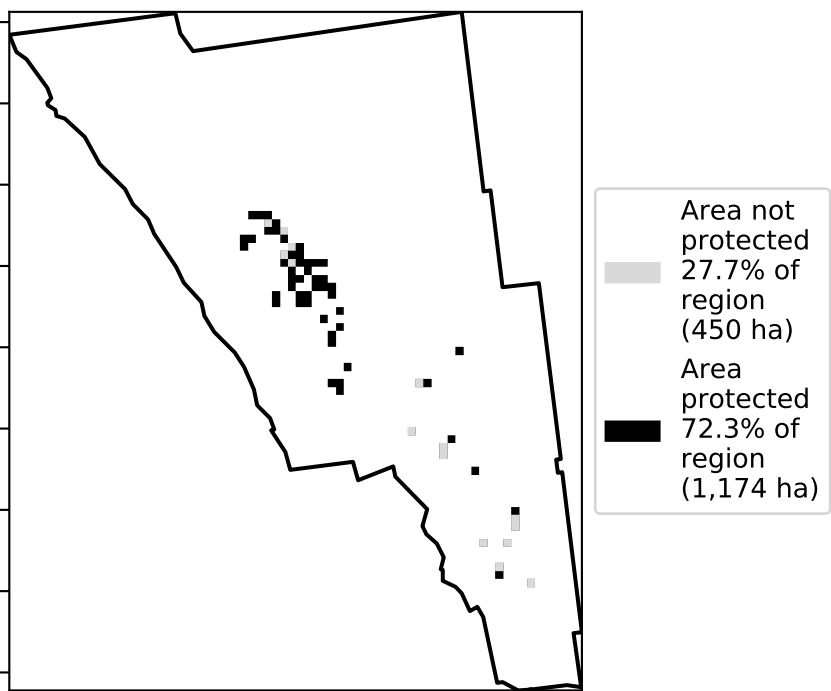 Area not
protected
27.7% of
region
(450 ha)
Area
protected
72.3% of
region
(1,174 ha)